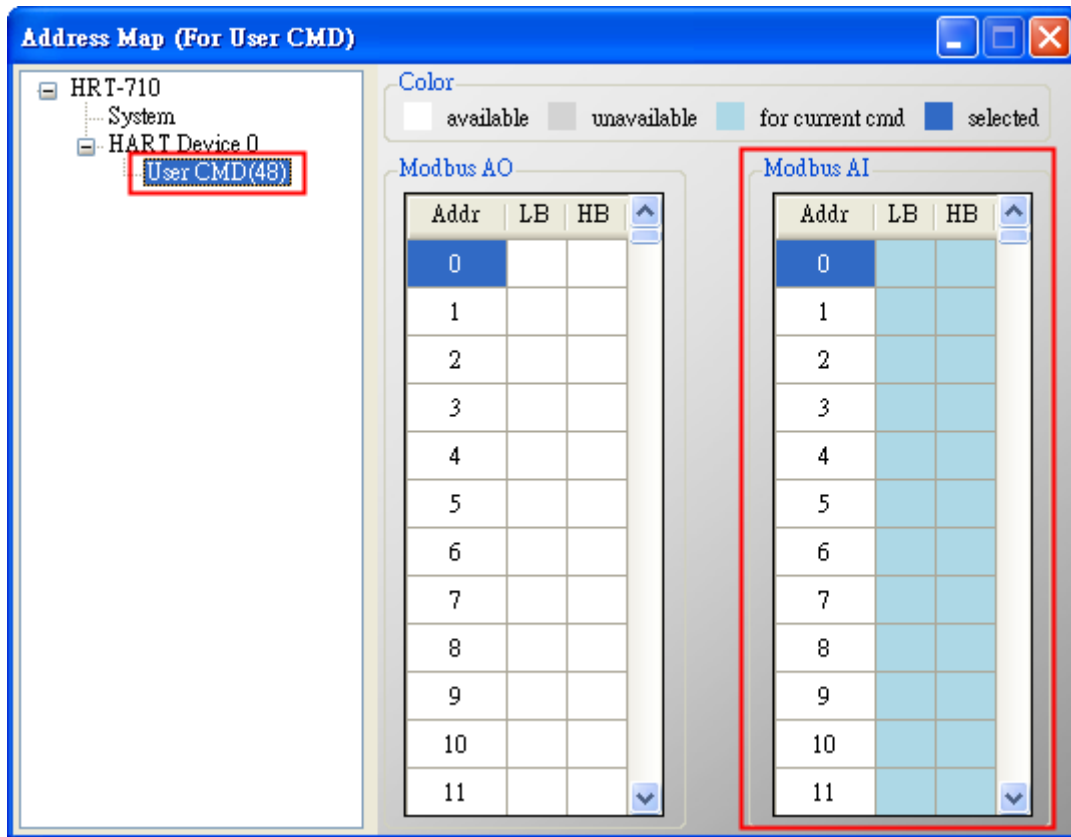 Address Map (For User CMD)
HRT-710
System
HART Device 0
User CMD(48)
Color
available unavailable for current cmd selected
Modbus AO
Addr LB HB
0
1
2
3
4
5
6
7
8
9
10
11
Modbus AI
Addr LB HB
0
1
2
3
4
5
6
7
8
9
10
11